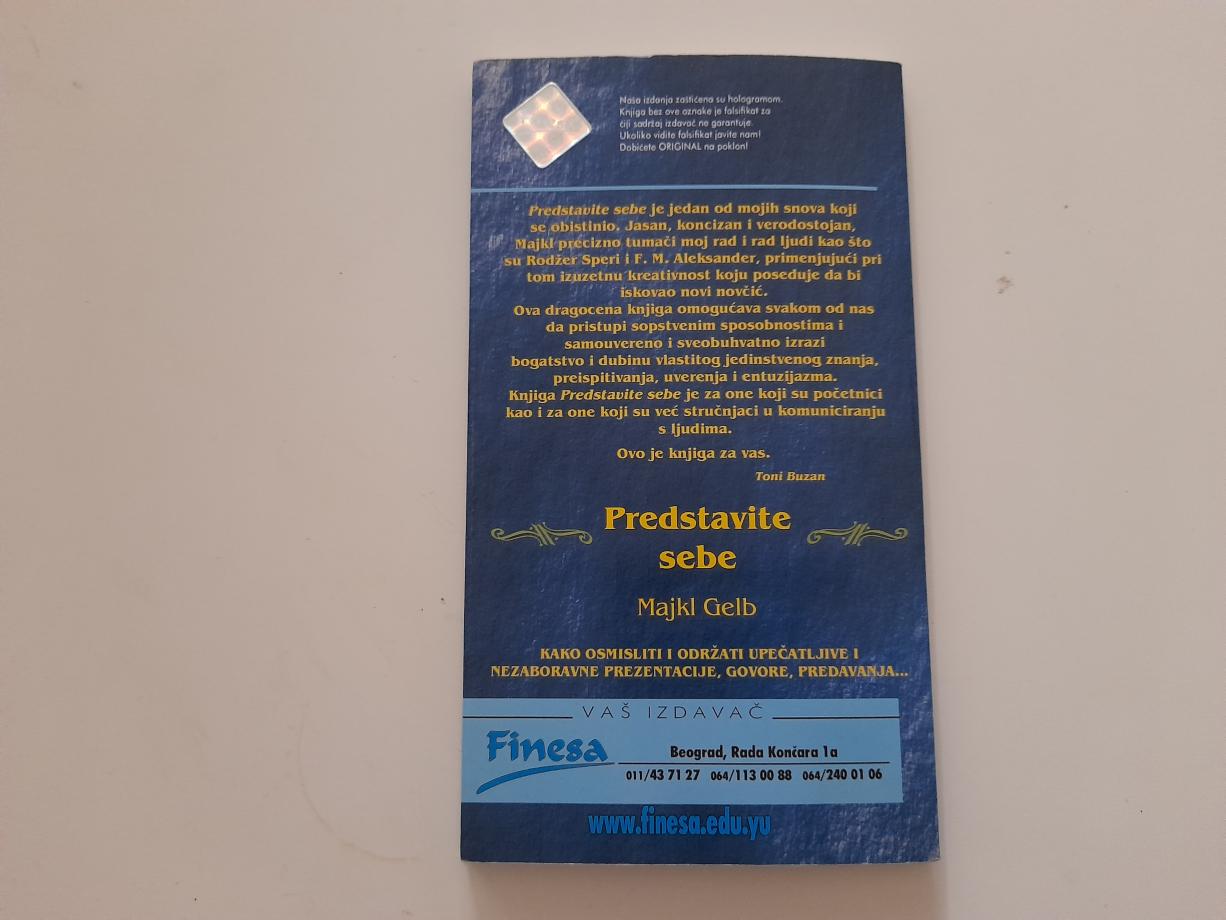 Naša izdanja zaštićena su hologramom.
Knjiga bez ove oznake je falsifikat za
čiji sadržaj izdavač ne garantuje.
Ukoliko vidite falsifikat javite nam!
Dobićete ORIGINAL na poklon!
Predstavite sebe je jedan od mojih snova koji
se obistinio. Jasan, koncizan i verodostojan,
Majkl precizno tumači moj rad i rad ljudi kao što
su Rodžer Speri i F. M. Aleksander, primenjujući pri
tom izuzetnu kreativnost koju poseduje da bi
iskovao novi novčić.
Ova dragocena knjiga omogućava svakom od nas
da pristupi sopstvenim sposobnostima i
samouvereno i sveobuhvatno izrazi
bogatstvo i dubinu vlastitog jedinstvenog znanja,
preispitivanja, uverenja i entuzijazma.
Knjiga Predstavite sebe je za one koji su početnici
kao i za one koji su već stručnjaci u komuniciranju
s ljudima.
Ovo je knjiga za vas.
Toni Buzan
Predstavite
sebe
Majkl Gelb
KAKO OSMISLITI I ODRŽATI UPEČATLJIVE I
NEZABORAVNE PREZENTACIJE, GOVORE, PREDAVANJA...
VAŠ IZDAVAČ
Finesa
Beograd, Rada Končara 1a
011/43 71 27 064/113 00 88 064/240 01 06
www.finesa.edu.yu